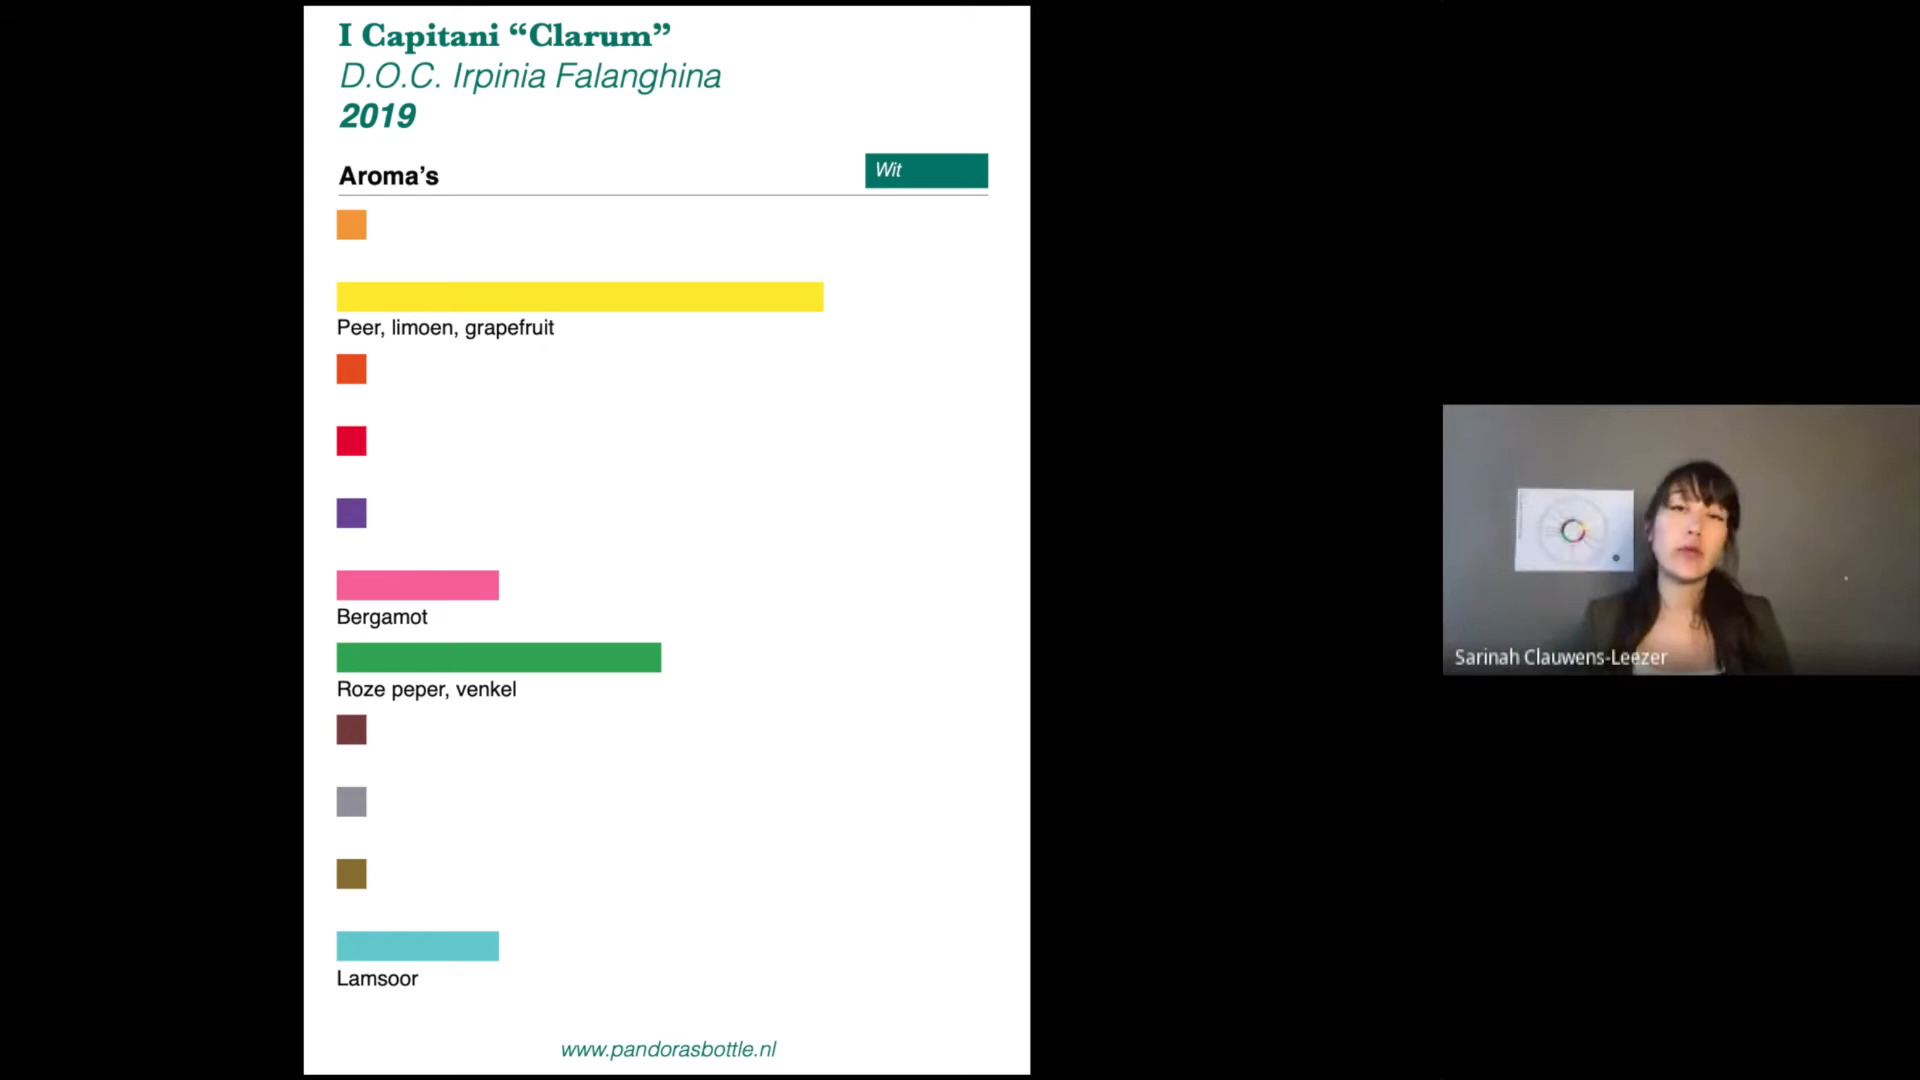 I Capitani “Clarum”
D.O.C. Irpinia Falanghina
2019
Aroma’s
Wit
Peer, limoen, grapefruit
Bergamot
Roze peper, venkel
Lamsoor
www.pandorasbottle.nl
Sarinah Clauwens-Leezer